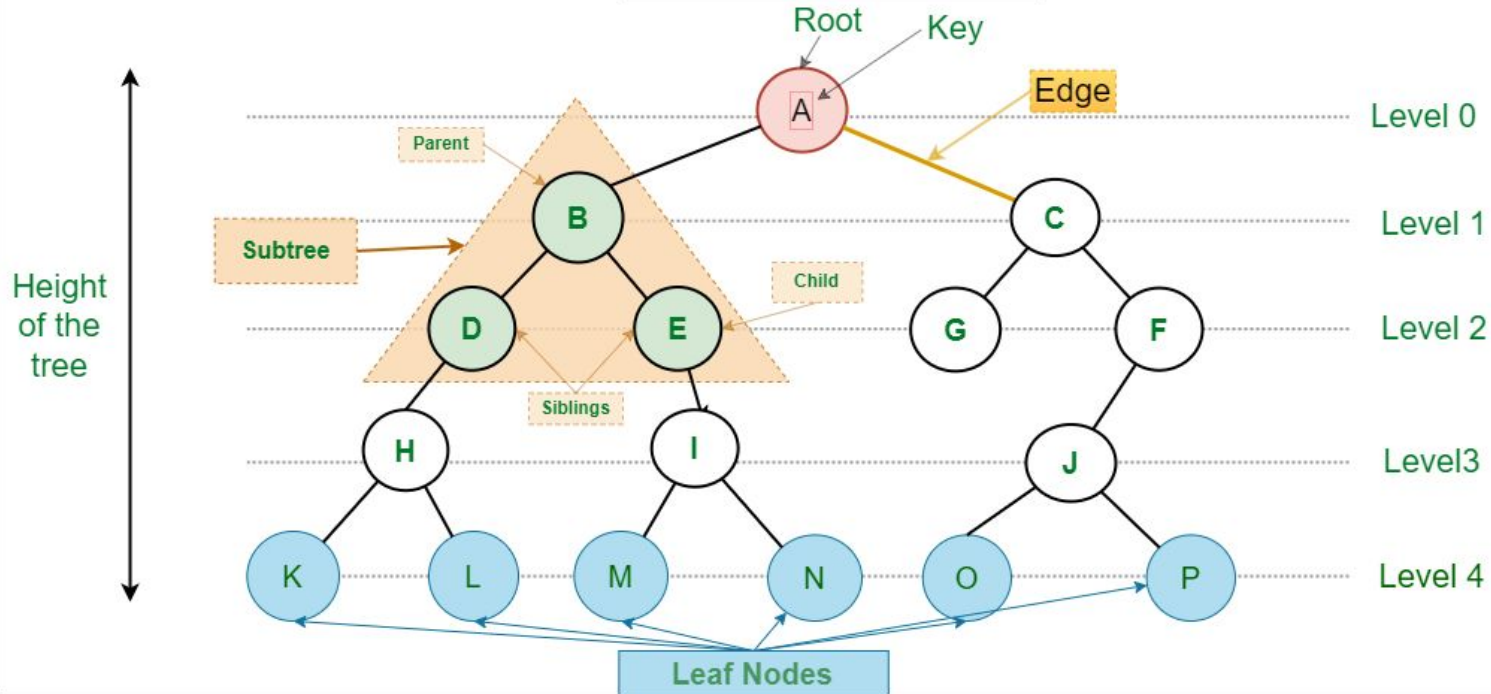 Root
Key
A
Edge
Level 0
Parent
B
C
Level 1
Subtree
Child
Height
of the
tree
D
E
G
F
Level 2
Siblings
H
I
J
Level3
K
L
M
N
O
P
Level 4
Leaf Nodes